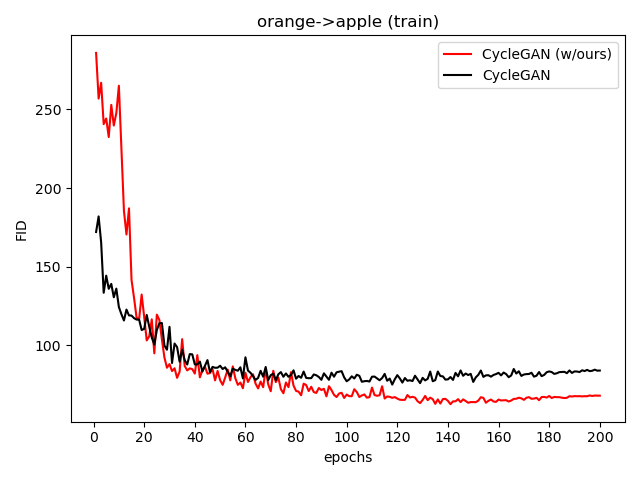 orange->apple (train)
CycleGAN (w/ours)
CycleGAN
FID
250
200
150
100
0 20 40 60 80 100 120 140 160 180 200
epochs